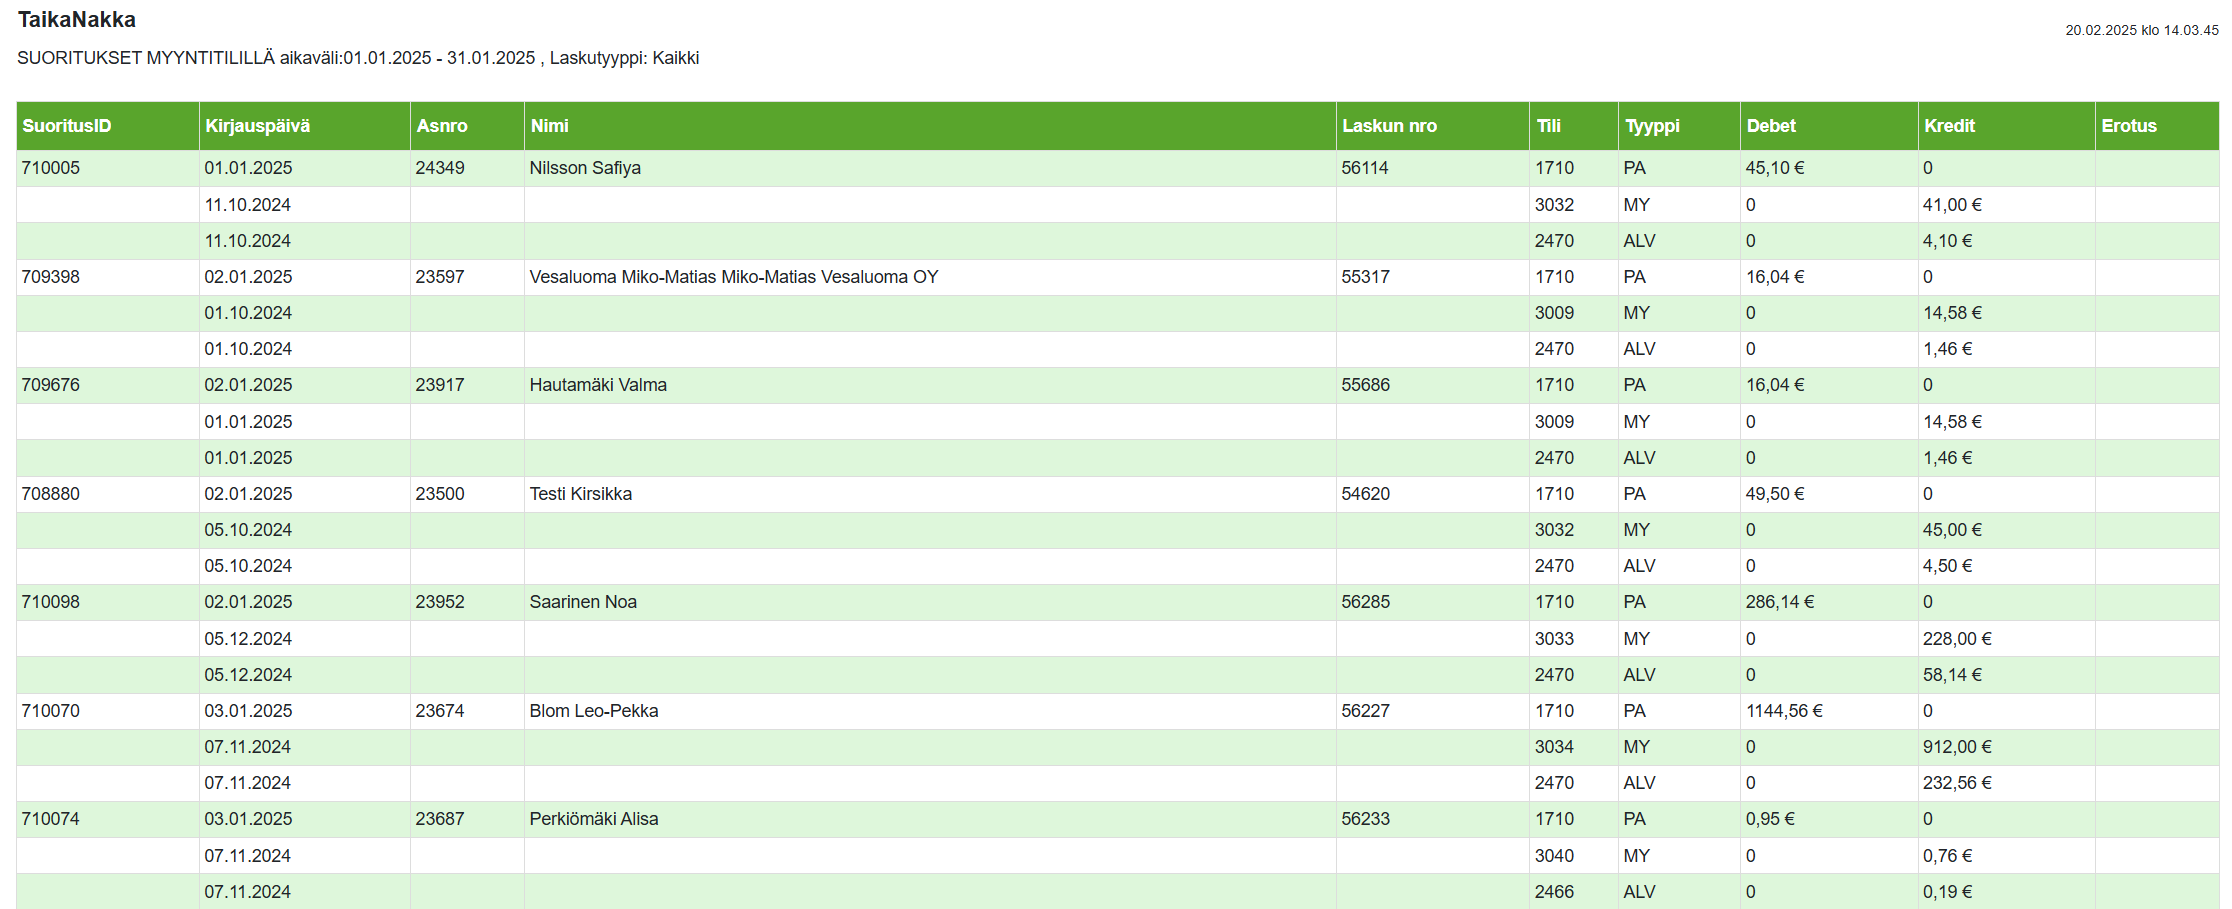 TaikaNakka
20.02.2025 klo 14.03.45
SUORITUKSET MYYNTITILILLÄ aikaväli:01.01.2025 - 31.01.2025 , Laskutyyppi: Kaikki
SuoritusID Kirjauspäivä Asnro Nimi Laskun nro Tili Tyyppi Debet Kredit Erotus
710005 01.01.2025 24349 Nilsson Safiya 56114 1710 PA 45,10 € 0
11.10.2024 3032 MY 0 41,00 €
11.10.2024 2470 ALV 0 4,10 €
709398 02.01.2025 23597 Vesaluoma Miko-Matias Miko-Matias Vesaluoma OY 55317 1710 PA 16,04 € 0
01.10.2024 3009 MY 0 14,58 €
01.10.2024 2470 ALV 0 1,46 €
709676 02.01.2025 23917 Hautamäki Valma 55686 1710 PA 16,04 € 0
01.01.2025 3009 MY 0 14,58 €
01.01.2025 2470 ALV 0 1,46 €
708880 02.01.2025 23500 Testi Kirsikka 54620 1710 PA 49,50 € 0
05.10.2024 3032 MY 0 45,00 €
05.10.2024 2470 ALV 0 4,50 €
710098 02.01.2025 23952 Saarinen Noa 56285 1710 PA 286,14 € 0
05.12.2024 3033 MY 0 228,00 €
05.12.2024 2470 ALV 0 58,14 €
710070 03.01.2025 23674 Blom Leo-Pekka 56227 1710 PA 1144,56 € 0
07.11.2024 3034 MY 0 912,00 €
07.11.2024 2470 ALV 0 232,56 €
710074 03.01.2025 23687 Perkiömäki Alisa 56233 1710 PA 0,95 € 0
07.11.2024 3040 MY 0 0,76 €
07.11.2024 2466 ALV 0 0,19 €